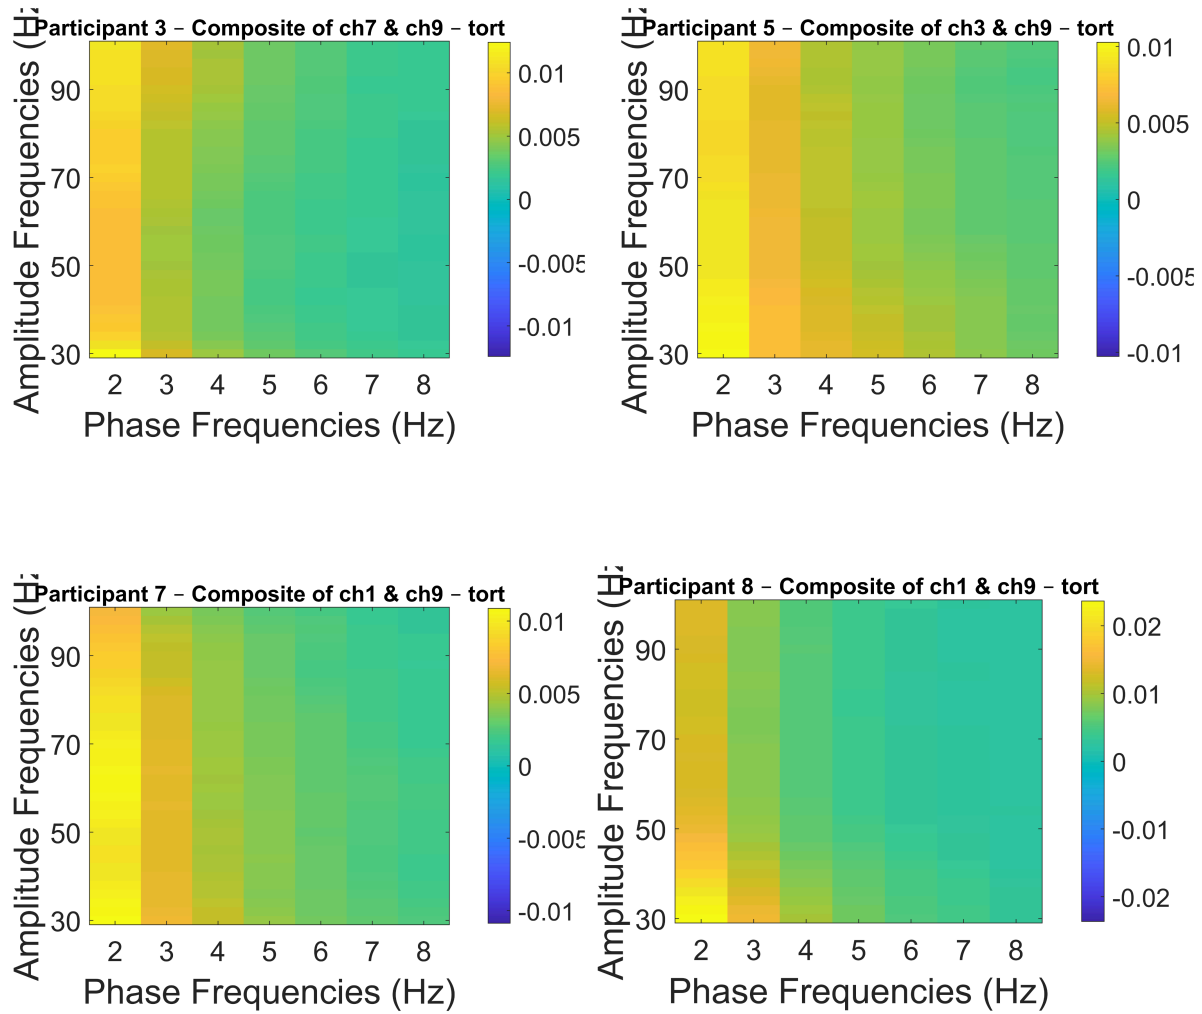 Participant 3 – Composite of ch7 & ch9 – tort
Amplitude Frequencies (Hz
90
70
50
30
2 3 4 5 6 7 8
Phase Frequencies (Hz)
0.01
0.005
0
-0.005
-0.01
Participant 5 – Composite of ch3 & ch9 – tort
Amplitude Frequencies (Hz
90
70
50
30
2 3 4 5 6 7 8
Phase Frequencies (Hz)
0.01
0.005
0
-0.005
-0.01
Participant 7 – Composite of ch1 & ch9 – tort
Amplitude Frequencies (Hz
90
70
50
30
2 3 4 5 6 7 8
Phase Frequencies (Hz)
0.01
0.005
0
-0.005
-0.01
Participant 8 – Composite of ch1 & ch9 – tort
Amplitude Frequencies (Hz
90
70
50
30
2 3 4 5 6 7 8
Phase Frequencies (Hz)
0.02
0.01
0
-0.01
-0.02